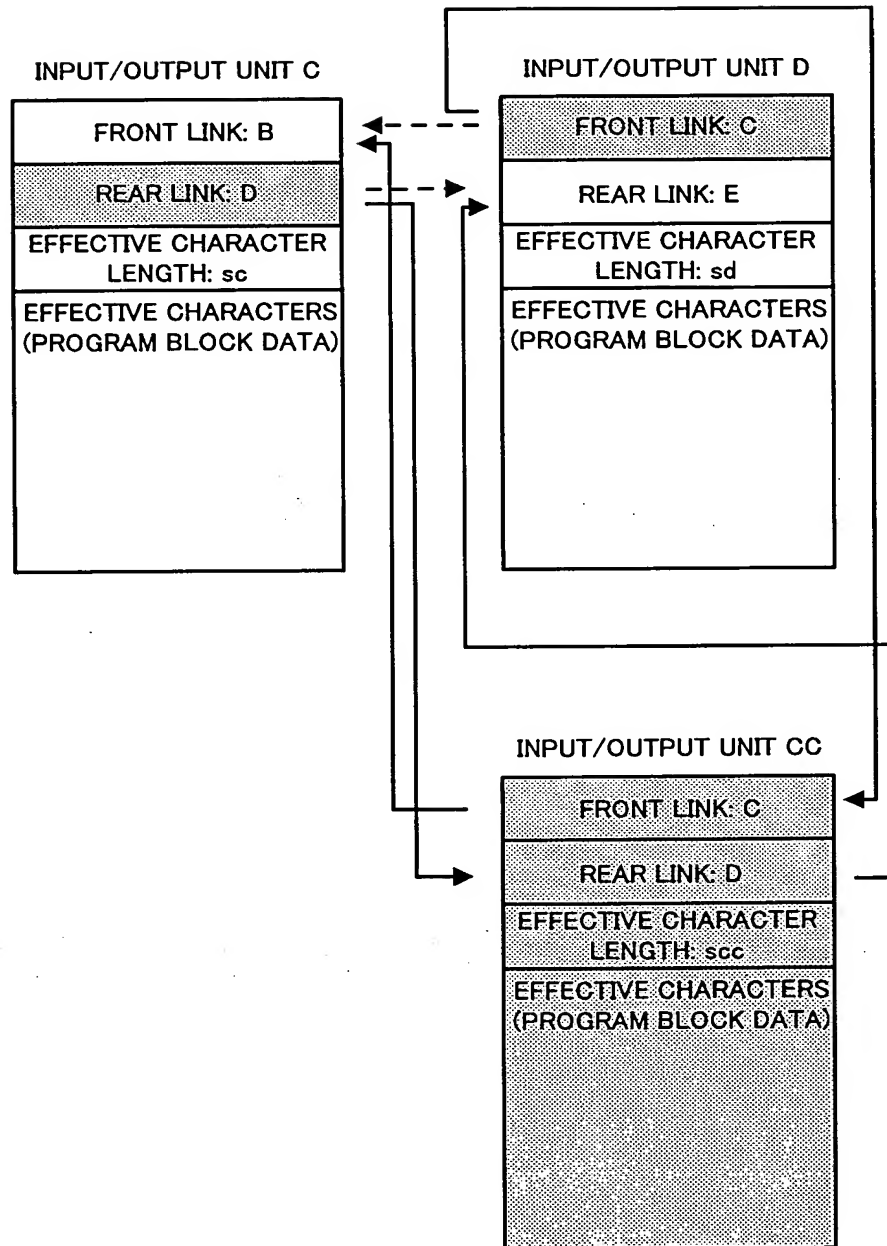 INPUT/OUTPUT UNIT C
FRONT LINK: B
REAR LINK: D
EFFECTIVE CHARACTER
LENGTH: sc
EFFECTIVE CHARACTERS
(PROGRAM BLOCK DATA)
INPUT/OUTPUT UNIT D
FRONT LINK: C
REAR LINK: E
EFFECTIVE CHARACTER
LENGTH: sd
EFFECTIVE CHARACTERS
(PROGRAM BLOCK DATA)
INPUT/OUTPUT UNIT CC
FRONT LINK: C
REAR LINK: D
EFFECTIVE CHARACTER
LENGTH: scc
EFFECTIVE CHARACTERS
(PROGRAM BLOCK DATA)